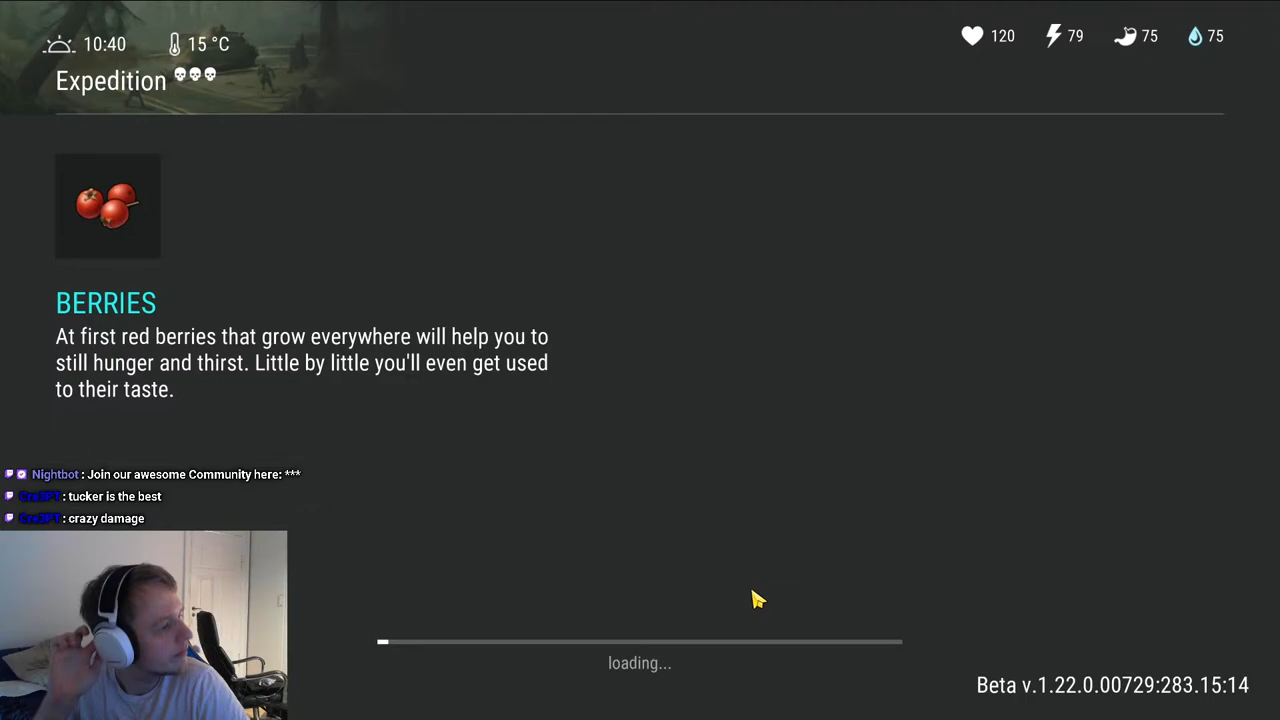 10:40 15 °C 120 79 75 75
Expedition
BERRIES
At first red berries that grow everywhere will help you to
still hunger and thirst. Little by little you'll even get used
to their taste.
Nightbot : Join our awesome Community here: ***
: tucker is the best
: crazy damage
loading...
Beta v.1.22.0.00729:283.15:14